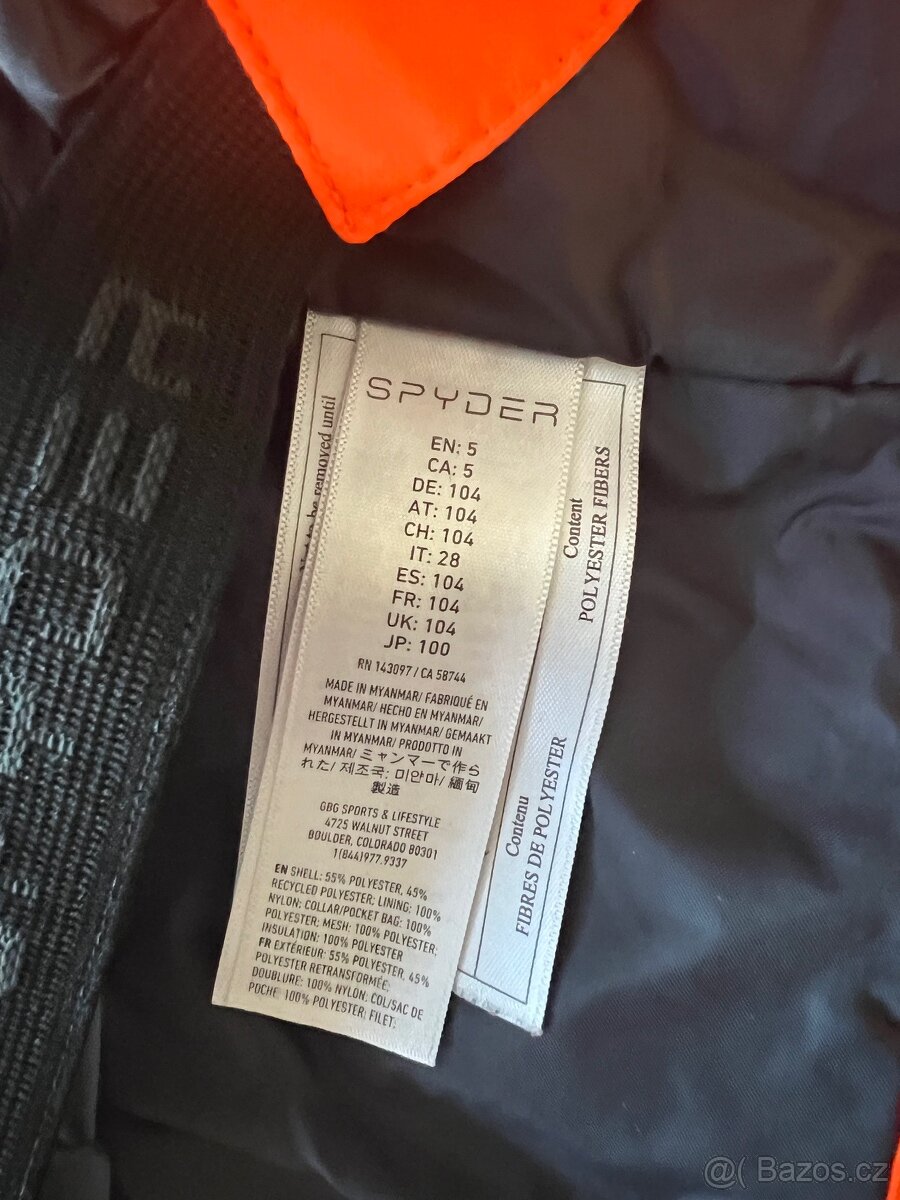 SPYDER
EN: 5
CA: 5
DE: 104
AT: 104
CH: 104
IT: 28
ES: 104
FR: 104
UK: 104
JP: 100
RN 143097 / CA 58744
MADE IN MYANMAR/ FABRIQUÉ EN
MYANMAR/ HECHO EN MYANMAR/
HERGESTELLT IN MYANMAR/ GEMAAKT
IN MYANMAR/ PRODOTTO IN
MYANMAR/ ミャンマーで作ら
れた/ 제조국: 미얀마/ 緬甸
製造
GBG SPORTS & LIFESTYLE
4725 WALNUT STREET
BOULDER, COLORADO 80301
1(844)977.9337
EN SHELL: 55% POLYESTER, 45%
RECYCLED POLYESTER; LINING: 100%
NYLON; COLLAR/POCKET BAG: 100%
POLYESTER; MESH: 100% POLYESTER;
INSULATION: 100% POLYESTER
FR EXTÉRIEUR: 55% POLYESTER, 45%
POLYESTER RETRANSFORMÉE;
DOUBLURE: 100% NYLON; COL/SAC DE
POCHE: 100% POLYESTER; FILET:
to be removed until
Content
POLYESTER FIBERS
Contenu
FIBRES DE POLYESTER
@( Bazos.cz